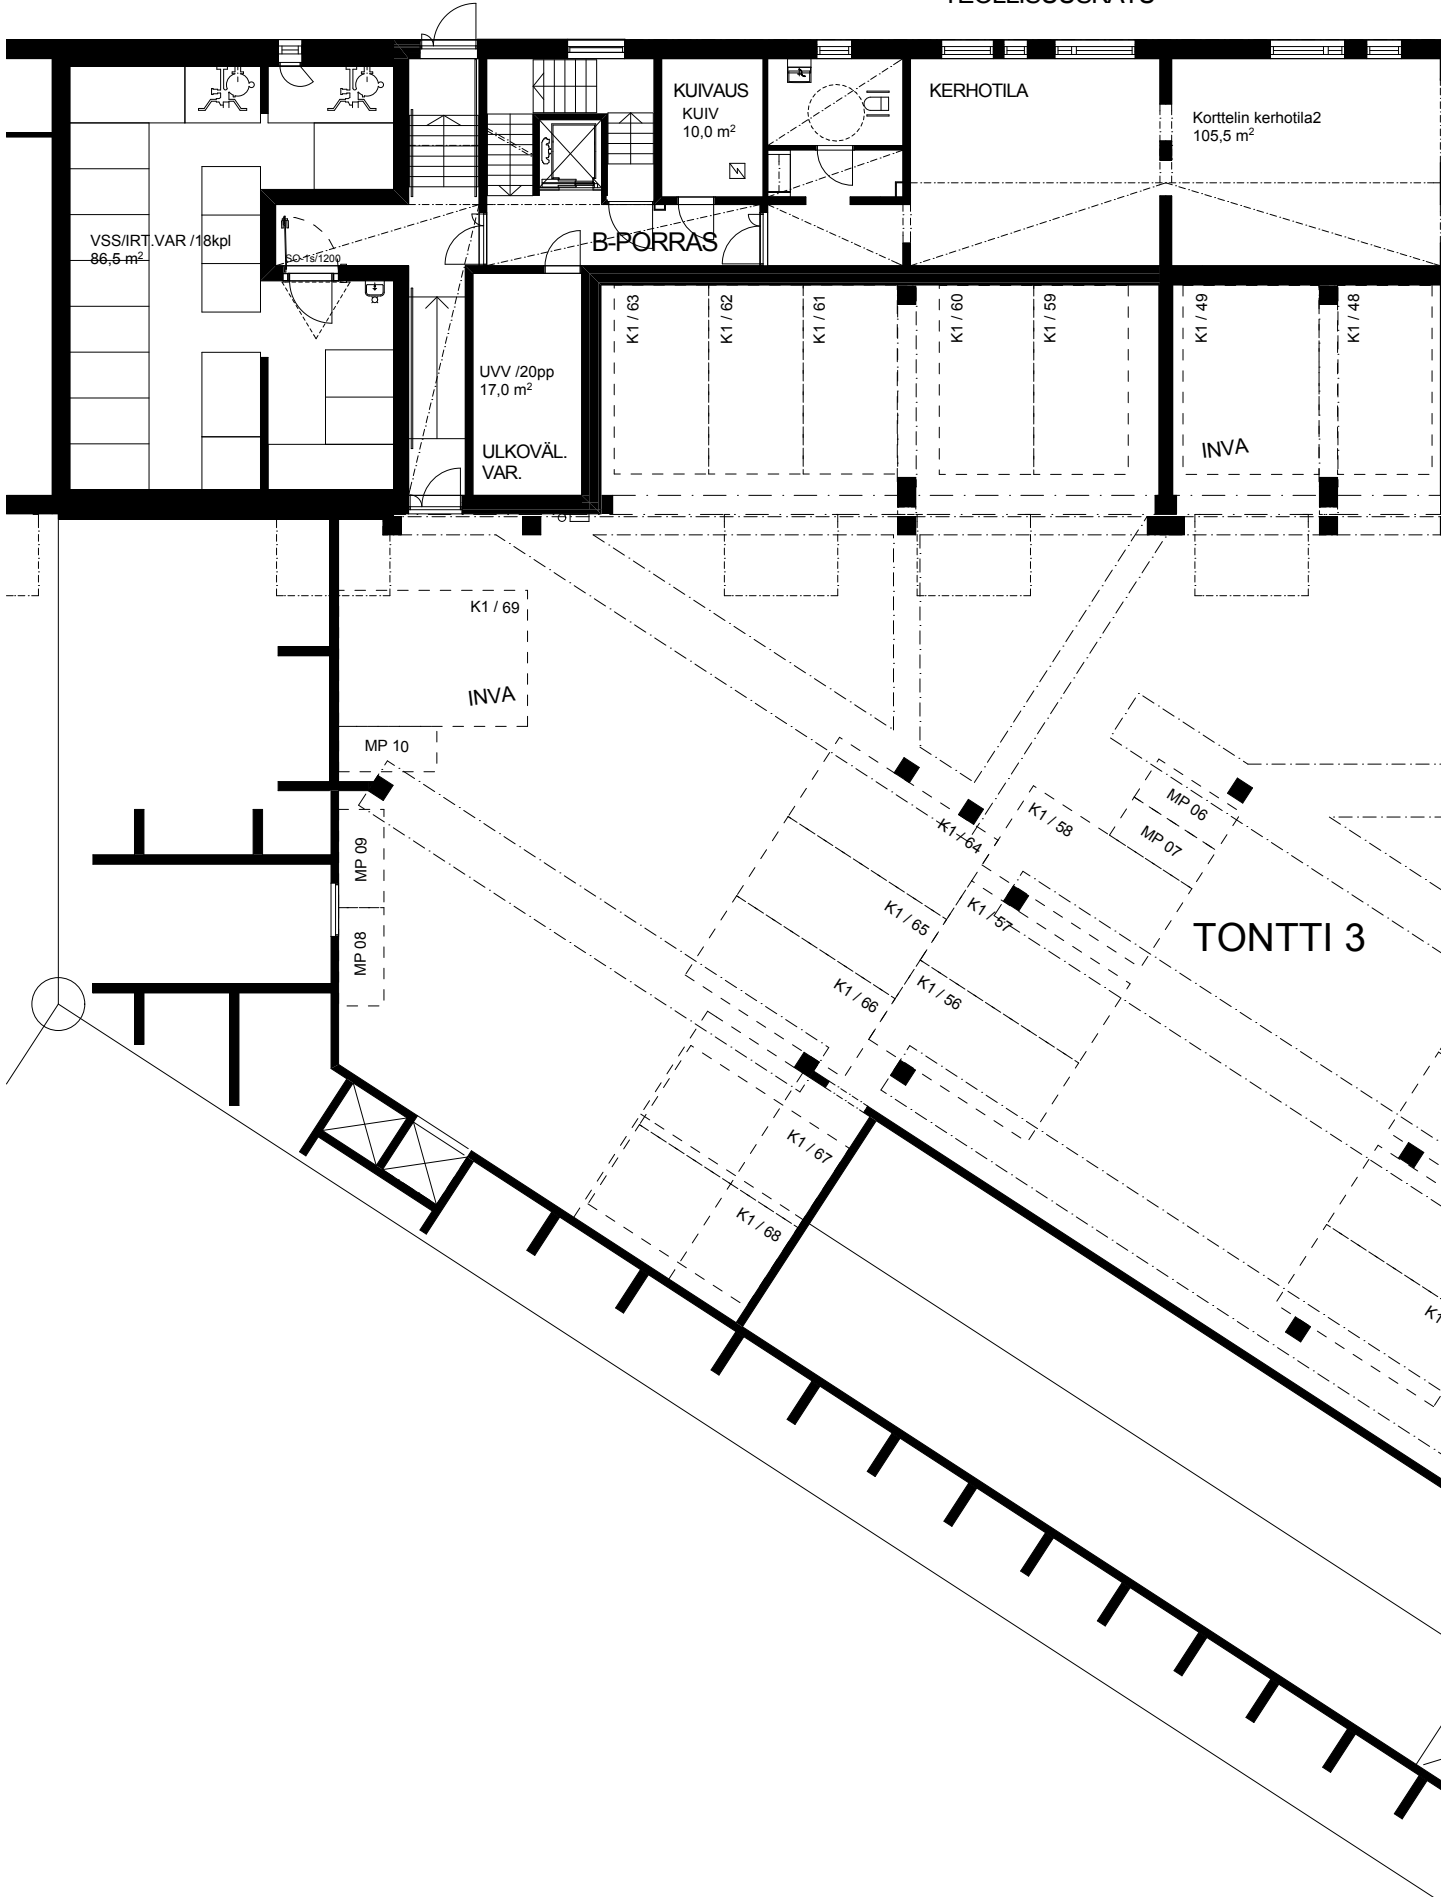 TEOLLISUUSKATU
KUIVAUS
KUIV
10,0 m²
KERHOTILA
Korttelin kerhotila2
105,5 m²
VSS/IRT.VAR /18kpl
86,5 m²
SO-1s/1200
B-PORRAS
K1 / 63
K1 / 62
K1 / 61
K1 / 60
K1 / 59
K1 / 49
K1 / 48
UVV /20pp
17,0 m²
ULKOVÄL.
VAR.
INVA
K1 / 69
INVA
MP 10
MP 09
MP 08
MP 06
MP 07
K1 / 58
K1 / 64
K1 / 57
K1 / 65
K1 / 56
K1 / 66
TONTTI 3
K1 / 67
K1 / 68
K1